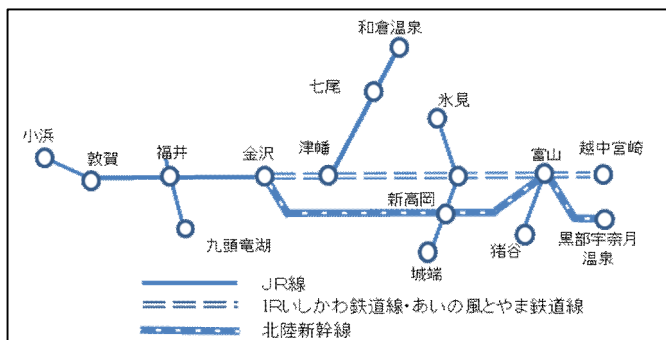 和倉温泉
七尾
氷見
小浜
敦賀
福井
金沢
津幡
富山
越中宮崎
新高岡
九頭竜湖
城端
猪谷
黒部宇奈月
温泉
JR線
IRいしかわ鉄道線・あいの風とやま鉄道線
北陸新幹線